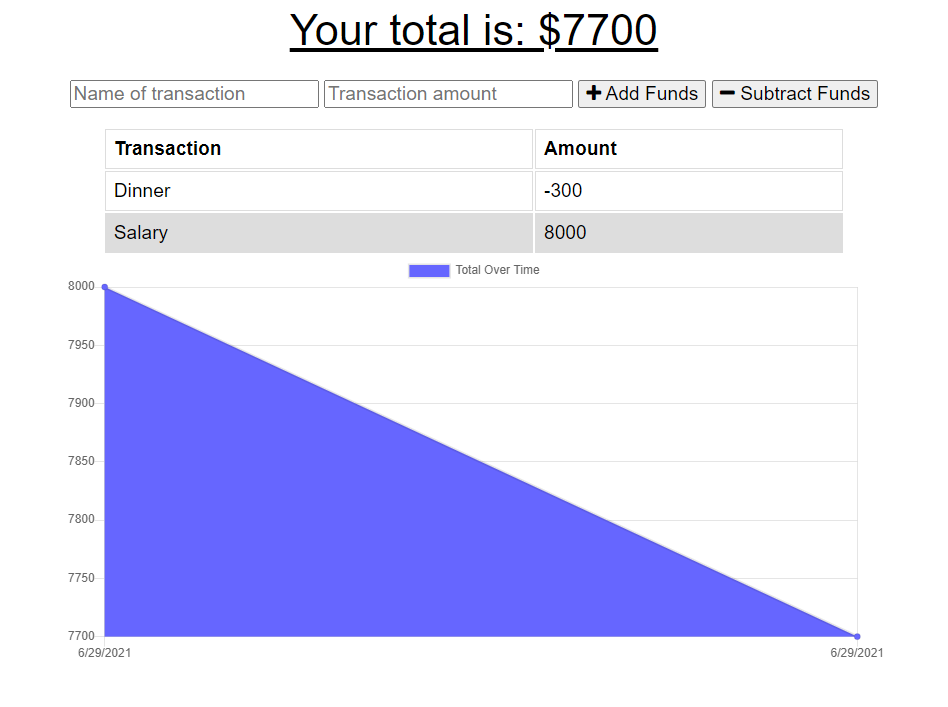 Your total is: $7700
Name of transaction Transaction amount Add Funds Subtract Funds
Transaction Amount
Dinner -300
Salary 8000
Total Over Time
8000
7950
7900
7850
7800
7750
7700
6/29/2021 6/29/2021